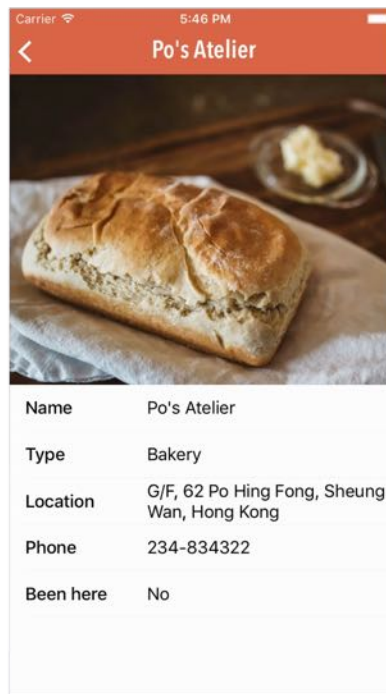 Carrier 5:46 PM
Po's Atelier
Name Po's Atelier
Type Bakery
Location G/F, 62 Po Hing Fong, Sheung
Wan, Hong Kong
Phone 234-834322
Been here No